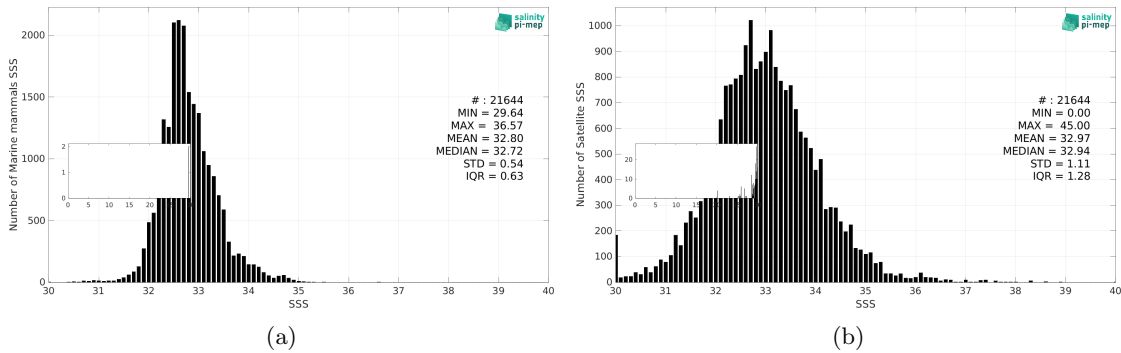 salinity
pi-mep
Number of Marine mammals SSS
2000
1500
1000
500
0
# : 21644
MIN = 29.64
MAX = 36.57
MEAN = 32.80
MEDIAN = 32.72
STD = 0.54
IQR = 0.63
2
1
0
0 5 10 15 20
30 31 32 33 34 35 36 37 38 39 40
SSS
(a)
salinity
pi-mep
Number of Satellite SSS
1000
900
800
700
600
500
400
300
200
100
0
# : 21644
MIN = 0.00
MAX = 45.00
MEAN = 32.97
MEDIAN = 32.94
STD = 1.11
IQR = 1.28
20
10
0
0 5 10
30 31 32 33 34 35 36 37 38 39 40
SSS
(b)